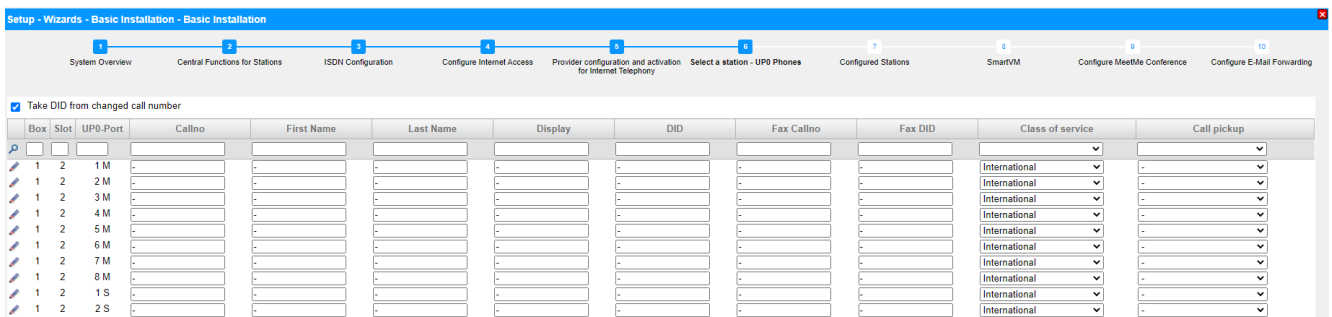 Setup - Wizards - Basic Installation - Basic Installation
1 2 3 4 5 6 7 8 9 10
System Overview Central Functions for Stations ISDN Configuration Configure Internet Access Provider configuration and activation for Internet Telephony Select a station - UP0 Phones Configured Stations SmartVM Configure MeetMe Conference Configure E-Mail Forwarding
Take DID from changed call number
Box Slot UP0-Port Callno First Name Last Name Display DID Fax Callno Fax DID Class of service Call pickup
1 2 1 M - - - - - - - International -
1 2 2 M - - - - - - - International -
1 2 3 M - - - - - - - International -
1 2 4 M - - - - - - - International -
1 2 5 M - - - - - - - International -
1 2 6 M - - - - - - - International -
1 2 7 M - - - - - - - International -
1 2 8 M - - - - - - - International -
1 2 1 S - - - - - - - International -
1 2 2 S - - - - - - - International -